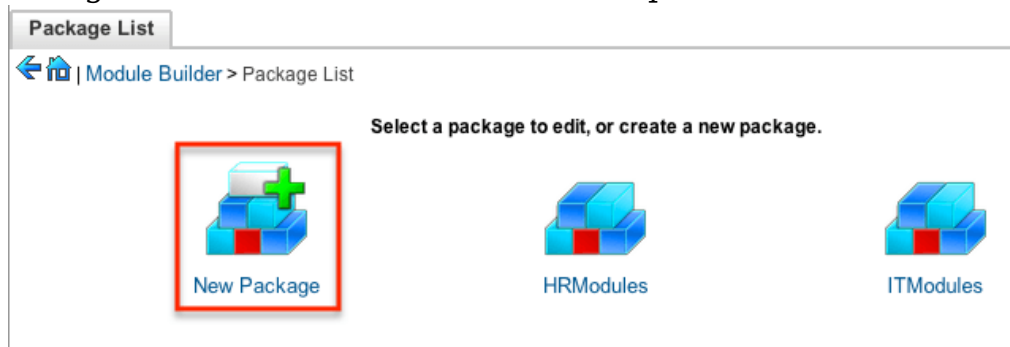 Package List
| Module Builder > Package List
Select a package to edit, or create a new package.
New Package
HRModules
ITModules